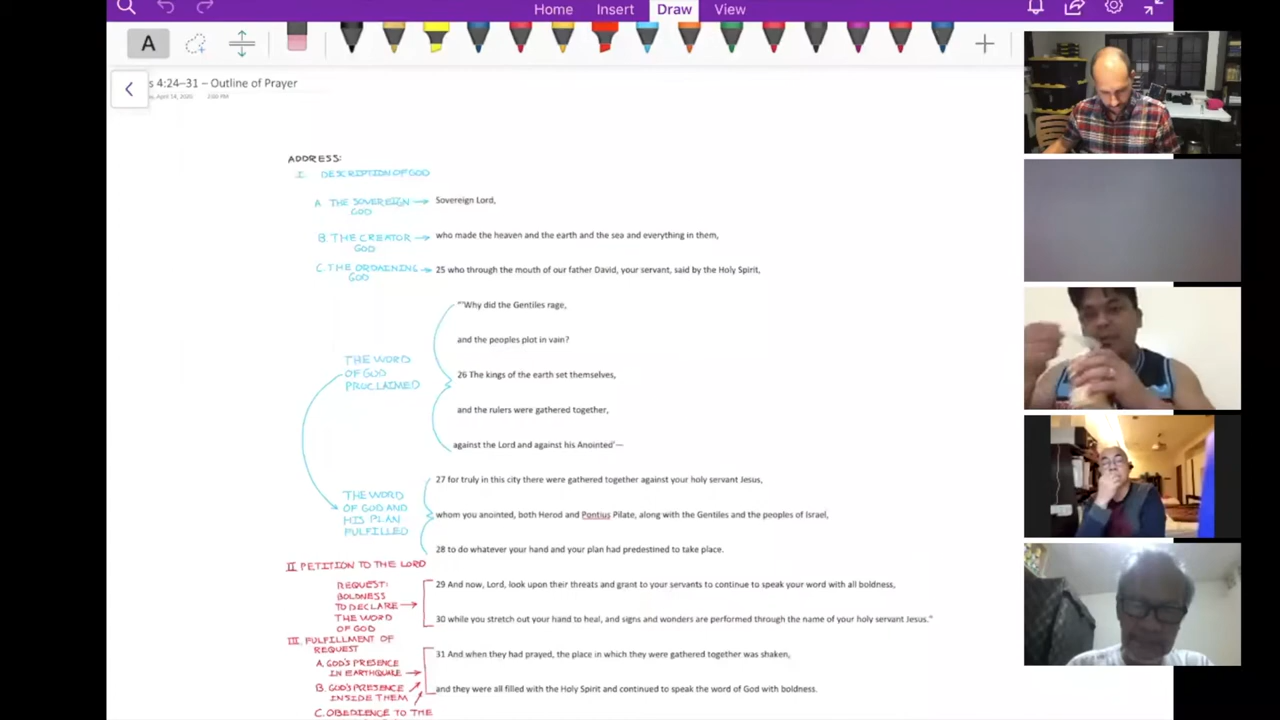 Home Insert Draw View
A
s 4:24–31 – Outline of Prayer
April 14, 2020 2:00 PM
ADDRESS:
I. DESCRIPTION OF GOD
A. THE SOVEREIGN GOD
Sovereign Lord,
B. THE CREATOR GOD
who made the heaven and the earth and the sea and everything in them,
C. THE ORDAINING GOD
25 who through the mouth of our father David, your servant, said by the Holy Spirit,
"'Why did the Gentiles rage,
and the peoples plot in vain?
THE WORD
OF GOD
PROCLAIMED
26 The kings of the earth set themselves,
and the rulers were gathered together,
against the Lord and against his Anointed'—
27 for truly in this city there were gathered together against your holy servant Jesus,
THE WORD
OF GOD AND
HIS PLAN
FULFILLED
whom you anointed, both Herod and Pontius Pilate, along with the Gentiles and the peoples of Israel,
28 to do whatever your hand and your plan had predestined to take place.
II PETITION TO THE LORD
REQUEST:
BOLDNESS
TO DECLARE
THE WORD
OF GOD
29 And now, Lord, look upon their threats and grant to your servants to continue to speak your word with all boldness,
30 while you stretch out your hand to heal, and signs and wonders are performed through the name of your holy servant Jesus."
III. FULFILLMENT OF
REQUEST
A. GOD'S PRESENCE
IN EARTHQUAKE
31 And when they had prayed, the place in which they were gathered together was shaken,
B. GOD'S PRESENCE
INSIDE THEM
and they were all filled with the Holy Spirit and continued to speak the word of God with boldness.
C. OBEDIENCE TO THE